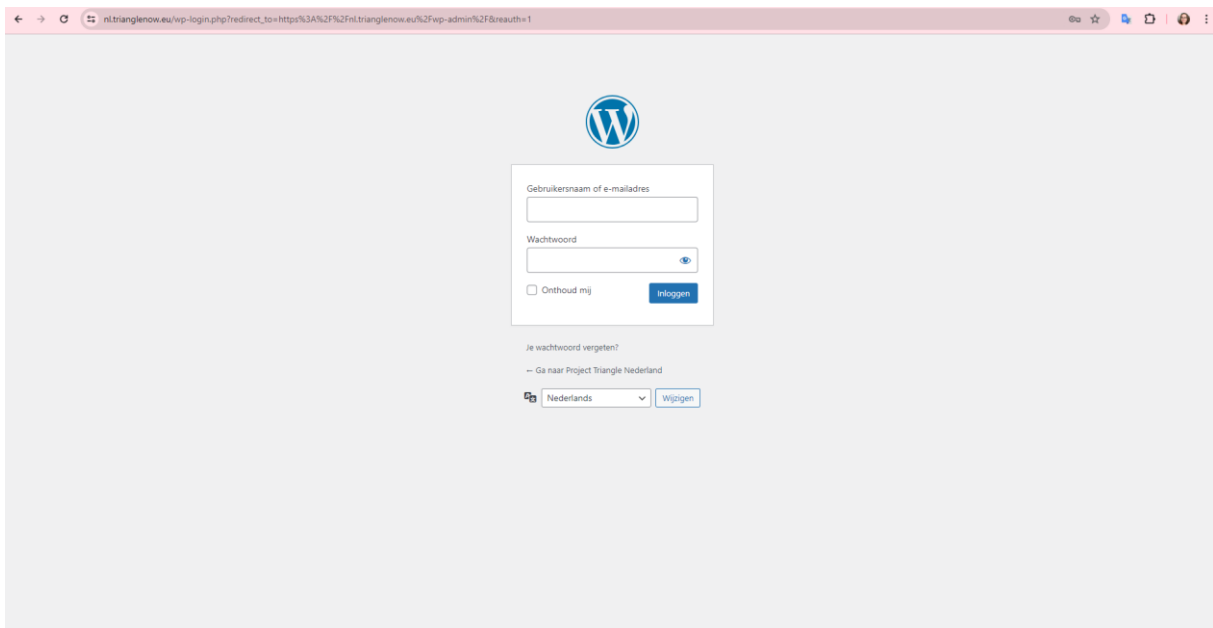 nl.trianglenow.eu/wp-login.php?redirect_to=https%3A%2F%2Fnl.trianglenow.eu%2Fwp-admin%2F&reauth=1
Gebruikersnaam of e-mailadres
Wachtwoord
Onthoud mij
Inloggen
Je wachtwoord vergeten?
← Ga naar Project Triangle Nederland
Nederlands
Wijzigen